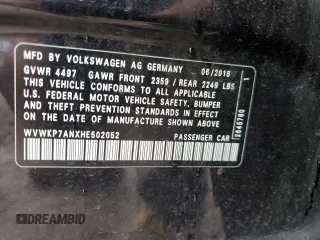 MFD BY VOLKSWAGEN AG GERMANY 06/2016
GVWR 4497 GAWR FRONT 2359 / REAR 2249 LBS
THIS VEHICLE CONFORMS TO ALL APPLICABLE
U.S. FEDERAL MOTOR VEHICLE SAFETY, BUMPER
AND THEFT PREVENTION STANDARDS IN EFFECT
ON THE DATE OF MANUFACTURE SHOWN ABOVE.
WVWKP7ANXHE502052 PASSENGER CAR
2646760
1
©DREAMBID